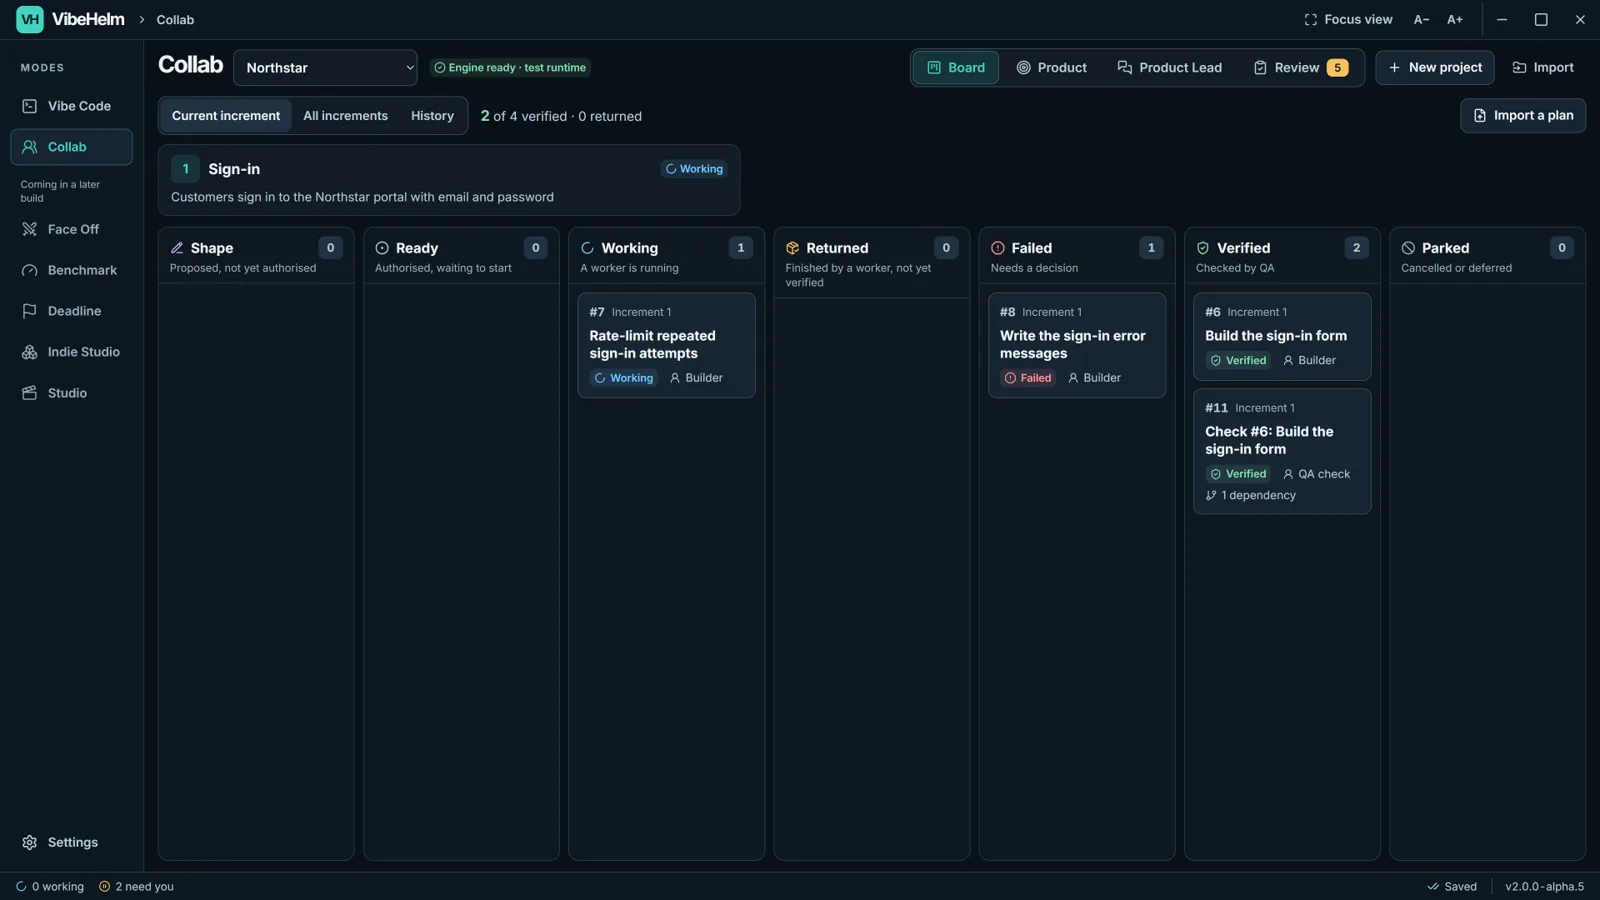 VH VibeHelm > Collab
Focus view A− A+
MODES
Vibe Code
Collab
Coming in a later
build
Face Off
Benchmark
Deadline
Indie Studio
Studio
Settings
Collab Northstar Engine ready · test runtime
Board Product Product Lead Review 5 + New project Import
Current increment All increments History 2 of 4 verified · 0 returned
Import a plan
1 Sign-in Working
Customers sign in to the Northstar portal with email and password
Shape 0
Proposed, not yet authorised
Ready 0
Authorised, waiting to start
Working 1
A worker is running
#7 Increment 1
Rate-limit repeated
sign-in attempts
Working Builder
Returned 0
Finished by a worker, not yet
verified
Failed 1
Needs a decision
#8 Increment 1
Write the sign-in error
messages
Failed Builder
Verified 2
Checked by QA
#6 Increment 1
Build the sign-in form
Verified Builder
#11 Increment 1
Check #6: Build the
sign-in form
Verified QA check
1 dependency
Parked 0
Cancelled or deferred
0 working 2 need you
Saved v2.0.0-alpha.5